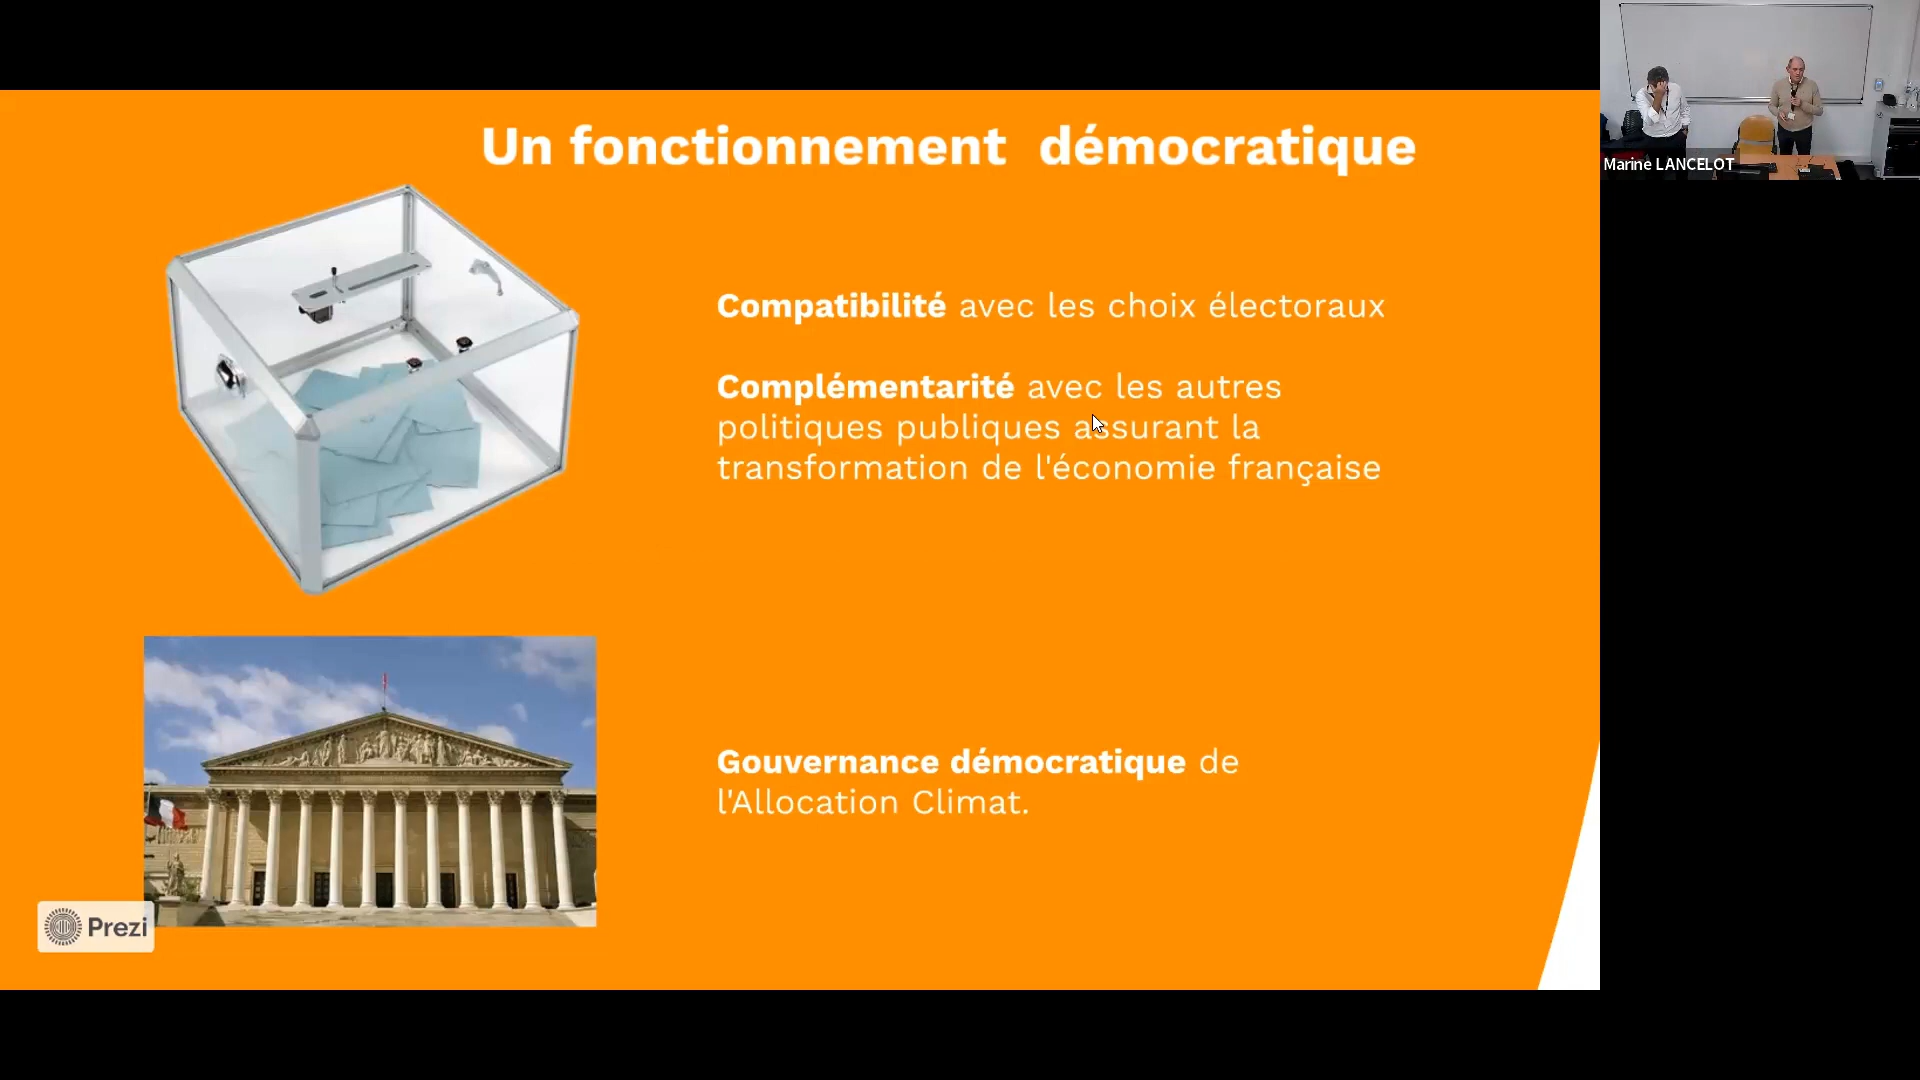 Un fonctionnement démocratique
Marine LANCELOT
Compatibilité avec les choix électoraux
Complémentarité avec les autres
politiques publiques assurant la
transformation de l'économie française
Gouvernance démocratique de
l'Allocation Climat.
Prezi